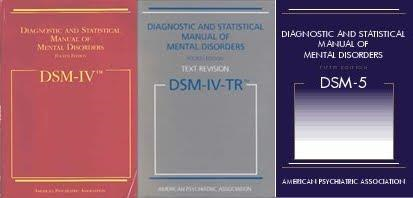 DIAGNOSTIC AND STATISTICAL
MANUAL OF
MENTAL DISORDERS
FOURTH EDITION
DSM-IV™
AMERICAN PSYCHIATRIC ASSOCIATION
DIAGNOSTIC AND STATISTICAL
MANUAL OF
MENTAL DISORDERS
FOURTH EDITION
TEXT REVISION
DSM-IV-TR™
AMERICAN PSYCHIATRIC ASSOCIATION
DIAGNOSTIC AND STATISTICAL
MANUAL OF
MENTAL DISORDERS
FIFTH EDITION
DSM-5
AMERICAN PSYCHIATRIC ASSOCIATION